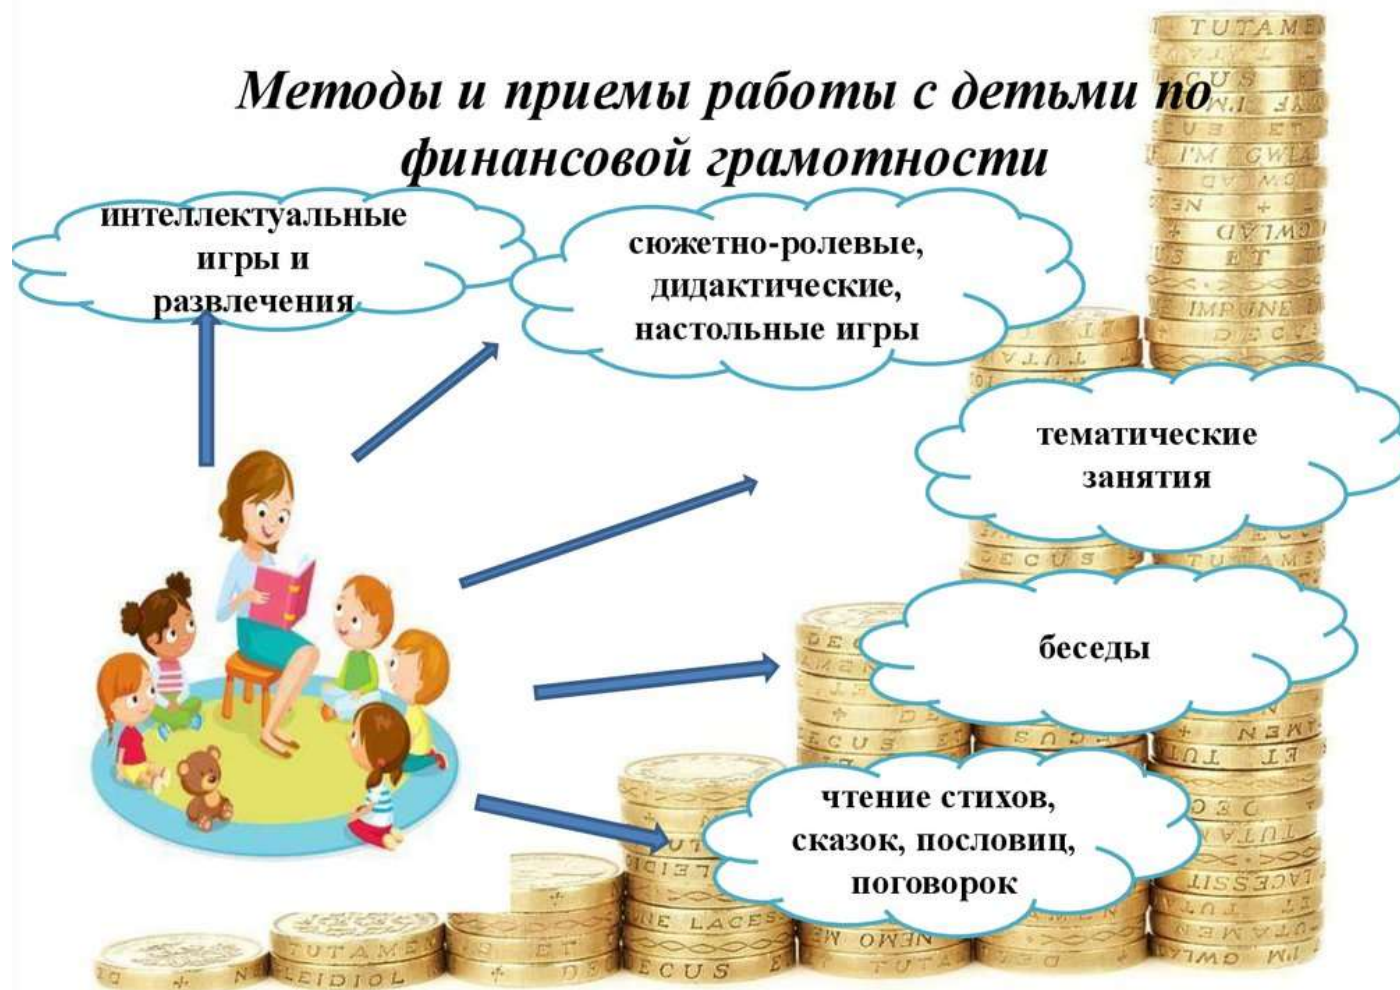 Методы и приемы работы с детьми по
финансовой грамотности
интеллектуальные
игры и
развлечения
сюжетно-ролевые,
дидактические,
настольные игры
тематические
занятия
беседы
чтение стихов,
сказок, пословиц,
поговорок